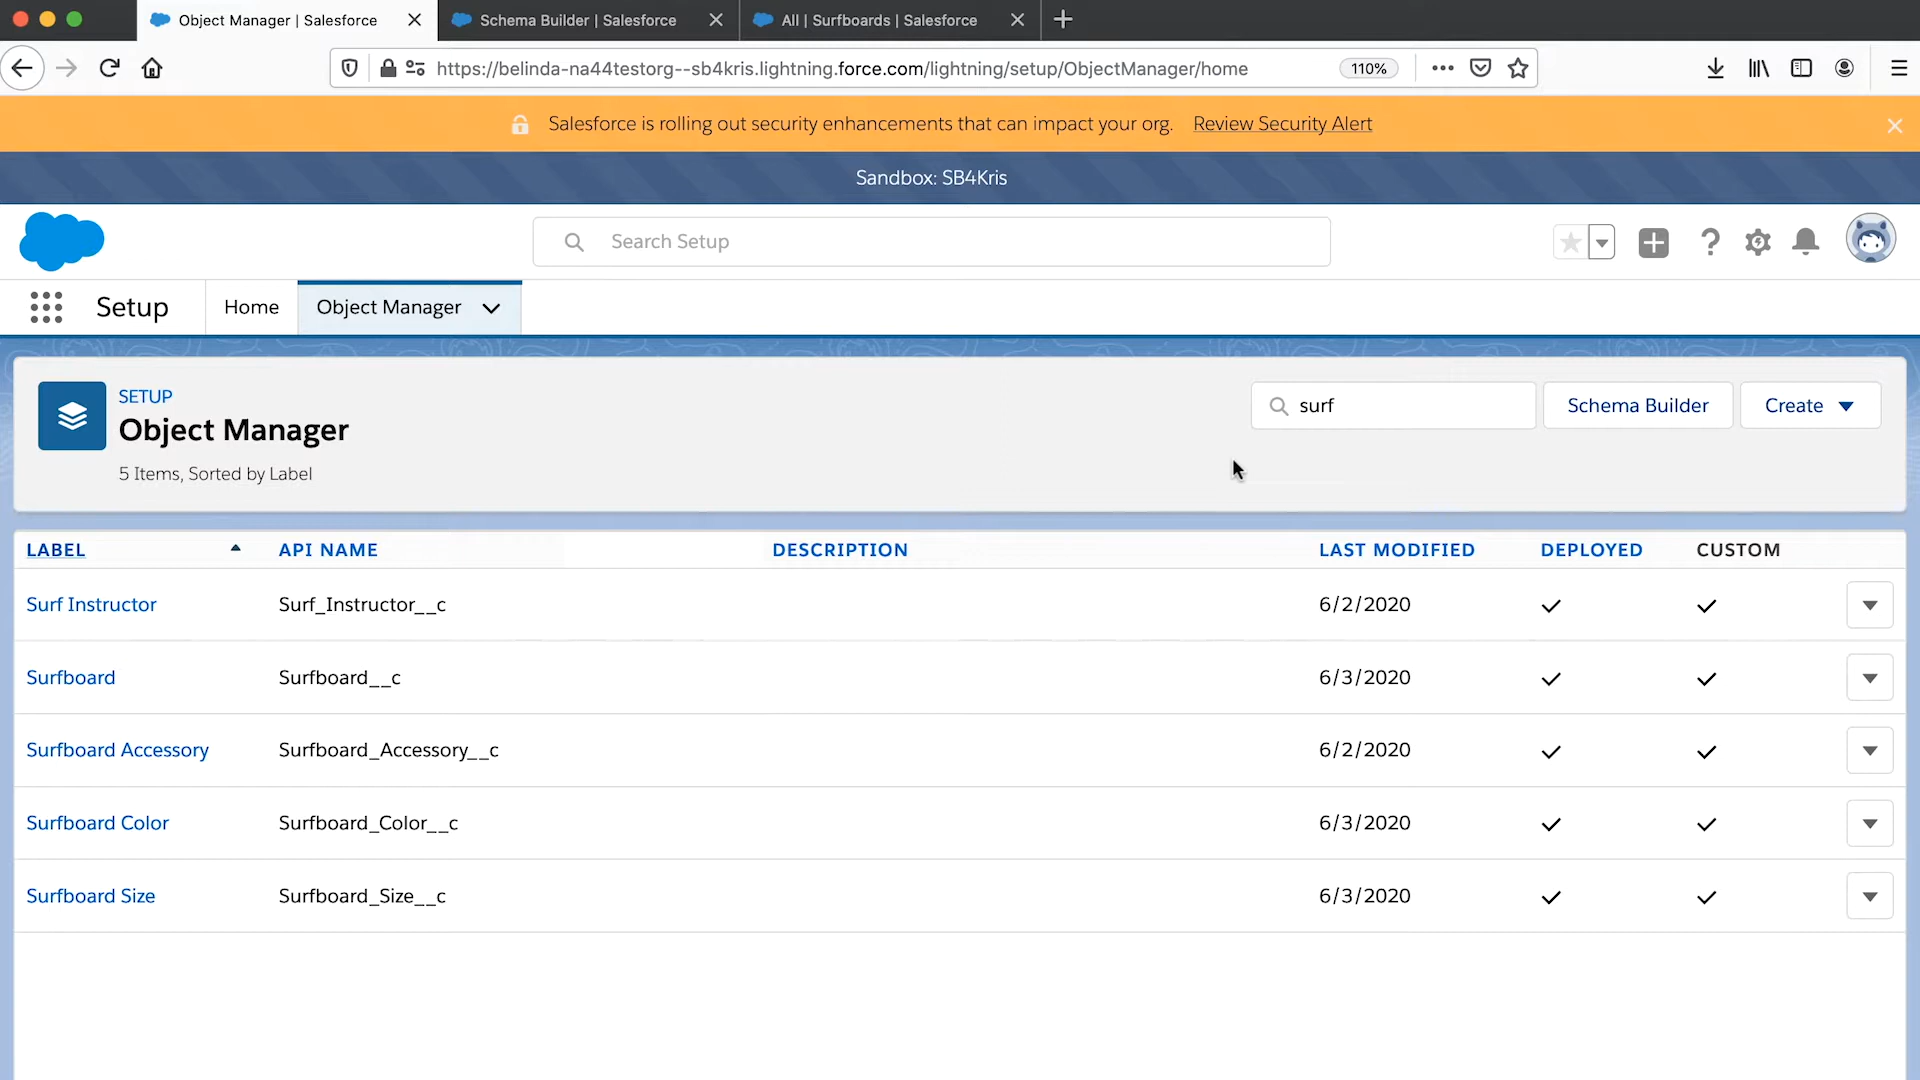 Object Manager | Salesforce
Schema Builder | Salesforce
All | Surfboards | Salesforce
https://belinda-na44testorg--sb4kris.lightning.force.com/lightning/setup/ObjectManager/home
110%
Salesforce is rolling out security enhancements that can impact your org. Review Security Alert
Sandbox: SB4Kris
Search Setup
Setup
Home
Object Manager
SETUP
Object Manager
5 Items, Sorted by Label
surf
Schema Builder
Create
LABEL API NAME DESCRIPTION LAST MODIFIED DEPLOYED CUSTOM
Surf Instructor Surf_Instructor__c 6/2/2020
Surfboard Surfboard__c 6/3/2020
Surfboard Accessory Surfboard_Accessory__c 6/2/2020
Surfboard Color Surfboard_Color__c 6/3/2020
Surfboard Size Surfboard_Size__c 6/3/2020